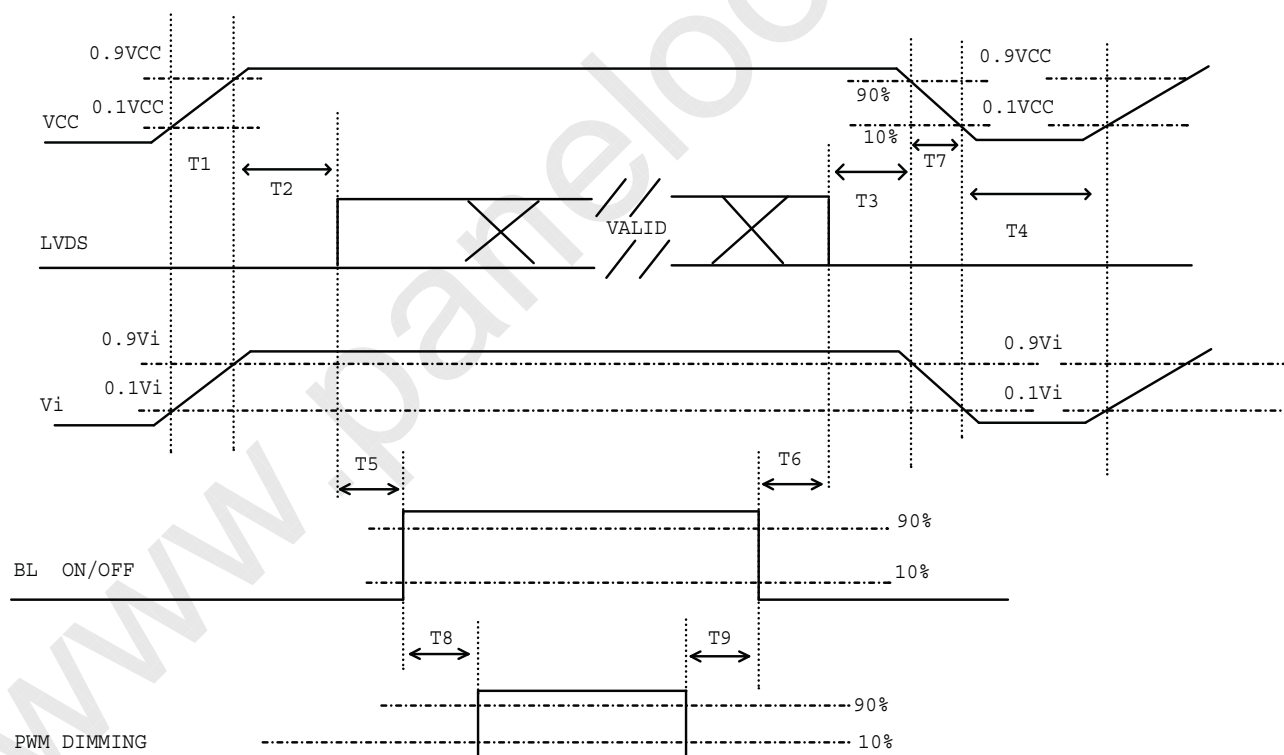 0.9VCC
0.9VCC
90%
0.1VCC
0.1VCC
VCC
10%
T1
T2
T3
T7
T4
LVDS
VALID
0.9Vi
0.9Vi
0.1Vi
0.1Vi
Vi
T5
T6
90%
BL ON/OFF
10%
T8
T9
90%
PWM DIMMING
10%
www.paneloo